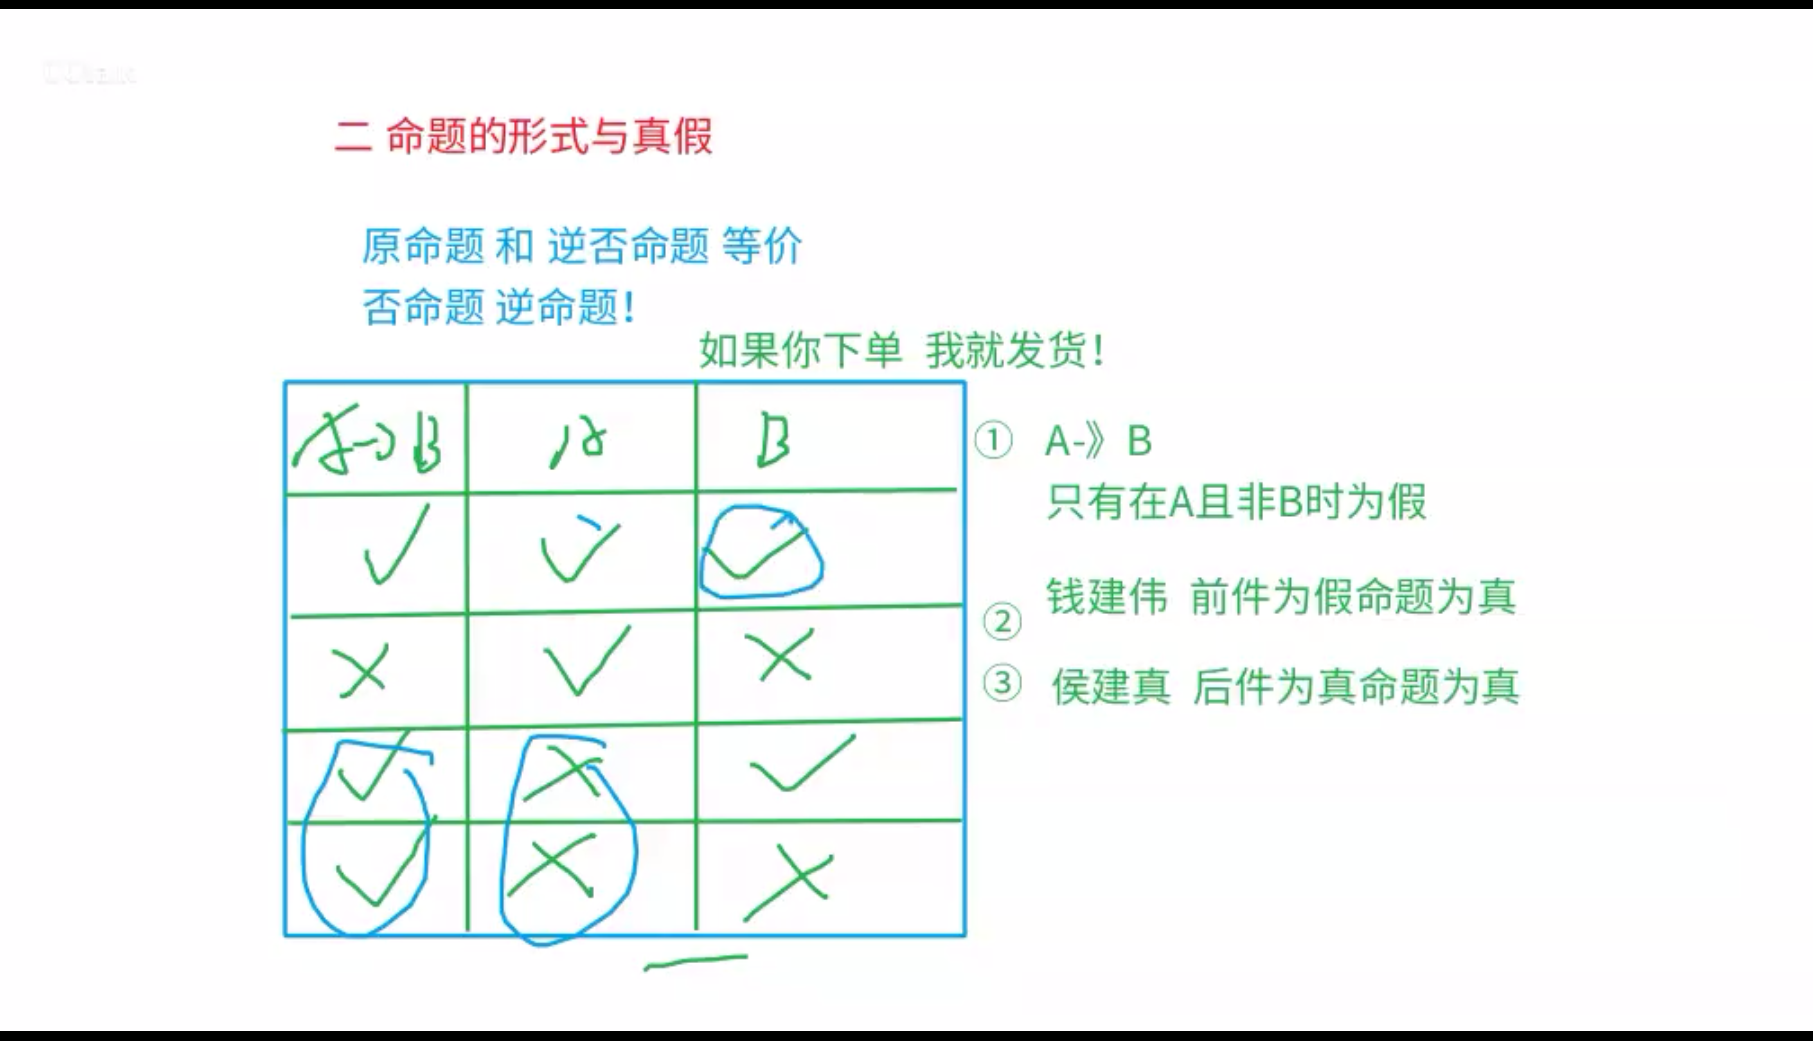 二 命题的形式与真假
原命题 和 逆否命题 等价
否命题 逆命题！
如果你下单 我就发货！
A→B A B
✓ ✓ ✓
× ✓ ×
✓ × ✓
✓ × ×
① A-》B
只有在A且非B时为假
② 钱建伟 前件为假命题为真
③ 侯建真 后件为真命题为真